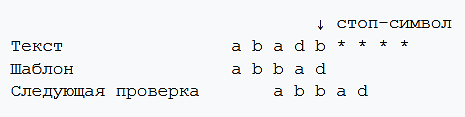 ↓ стоп-символ
Текст a b a d b * * * *
Шаблон a b b a d
Следующая проверка a b b a d